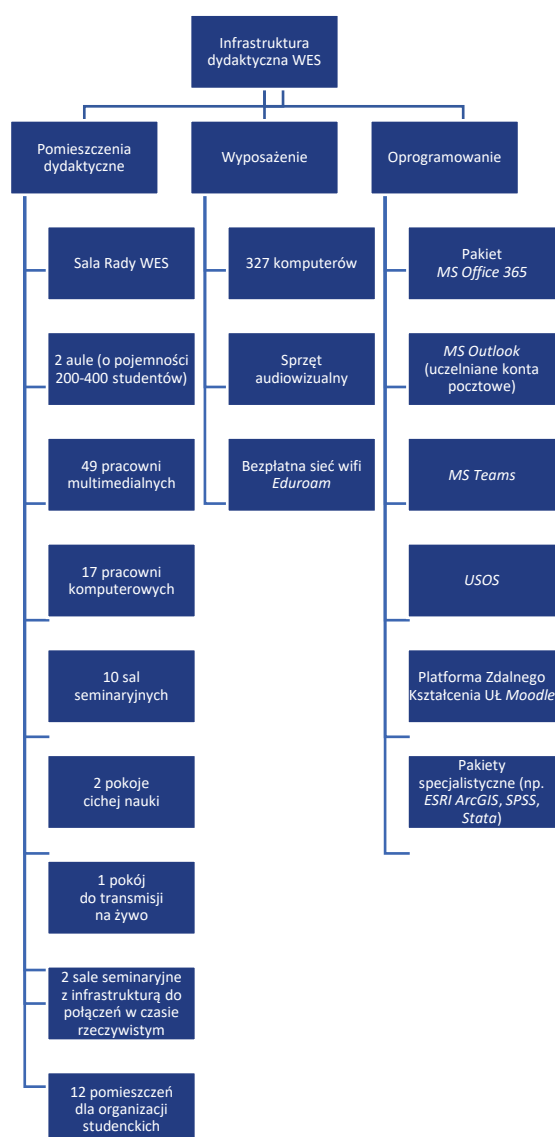 Infrastruktura
dydaktyczna WES
Pomieszczenia
dydaktyczne
Sala Rady WES
2 aule (o pojemności
200-400 studentów)
49 pracowni
multimedialnych
17 pracowni
komputerowych
10 sal
seminaryjnych
2 pokoje
cichej nauki
1 pokój
do transmisji
na żywo
2 sale seminaryjne
z infrastrukturą do
połączeń w czasie
rzeczywistym
12 pomieszczeń
dla organizacji
studenckich
Wyposażenie
327 komputerów
Sprzęt
audiowizualny
Bezpłatna sieć wifi
Eduroam
Oprogramowanie
Pakiet
MS Office 365
MS Outlook
(uczelniane konta
pocztowe)
MS Teams
USOS
Platforma Zdalnego
Kształcenia UŁ Moodle
Pakiety
specjalistyczne (np.
ESRI ArcGIS, SPSS,
Stata)